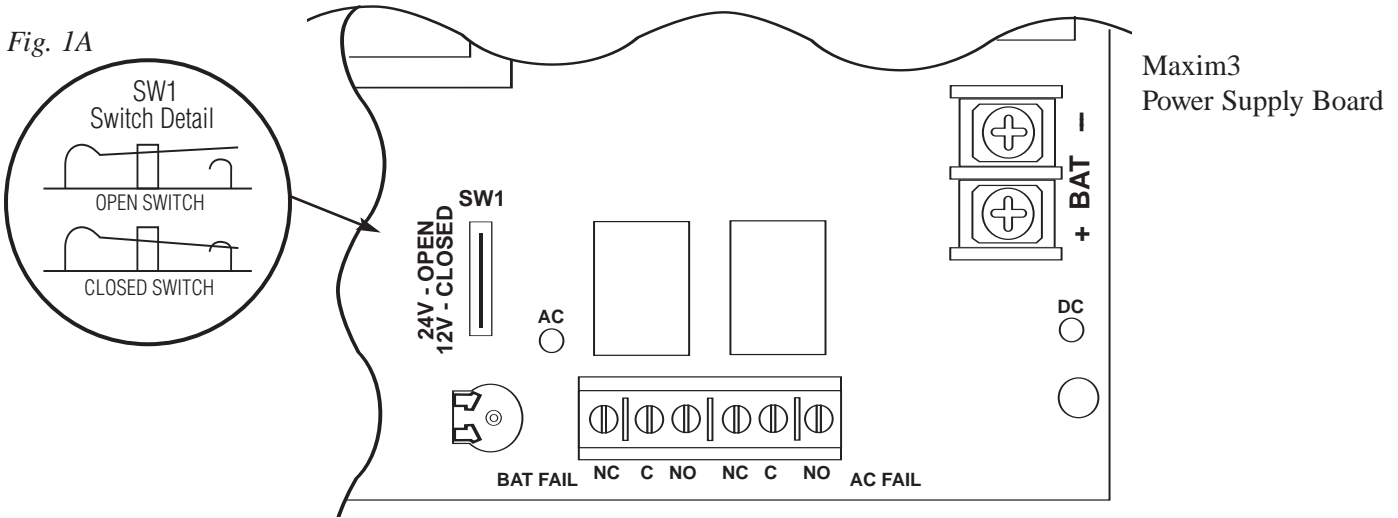 Fig. 1A
SW1
Switch Detail
OPEN SWITCH
CLOSED SWITCH
Maxim3
Power Supply Board
– BAT +
SW1
24V - OPEN
12V - CLOSED
AC
DC
BAT FAIL NC C NO NC C NO AC FAIL